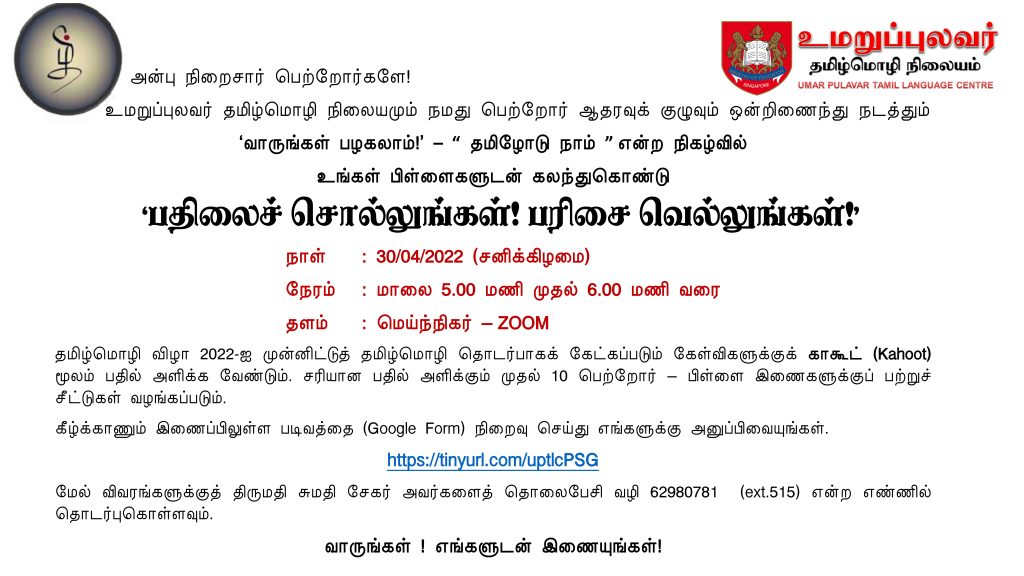 ழி
உமறுப்புலவர்
தமிழ்மொழி நிலையம்
UMAR PULAVAR TAMIL LANGUAGE CENTRE
SINGAPORE
அன்பு நிறைசார் பெற்றோர்களே!
உமறுப்புலவர் தமிழ்மொழி நிலையமும் நமது பெற்றோர் ஆதரவுக் குழுவும் ஒன்றிணைந்து நடத்தும்
‘வாருங்கள் பழகலாம்!’ – “ தமிழோடு நாம் ” என்ற நிகழ்வில்
உங்கள் பிள்ளைகளுடன் கலந்துகொண்டு
‘பதிலைச் சொல்லுங்கள்! பரிசை வெல்லுங்கள்!’
நாள் : 30/04/2022 (சனிக்கிழமை)
நேரம் : மாலை 5.00 மணி முதல் 6.00 மணி வரை
தளம் : மெய்ந்நிகர் – ZOOM
தமிழ்மொழி விழா 2022-ஐ முன்னிட்டுத் தமிழ்மொழி தொடர்பாகக் கேட்கப்படும் கேள்விகளுக்குக் காகூட் (Kahoot)
மூலம் பதில் அளிக்க வேண்டும். சரியான பதில் அளிக்கும் முதல் 10 பெற்றோர் – பிள்ளை இணைகளுக்குப் பற்றுச்
சீட்டுகள் வழங்கப்படும்.
கீழ்க்காணும் இணைப்பிலுள்ள படிவத்தை (Google Form) நிறைவு செய்து எங்களுக்கு அனுப்பிவையுங்கள்.
https://tinyurl.com/uptlcPSG
மேல் விவரங்களுக்குத் திருமதி சுமதி சேகர் அவர்களைத் தொலைபேசி வழி 62980781 (ext.515) என்ற எண்ணில்
தொடர்புகொள்ளவும்.
வாருங்கள் ! எங்களுடன் இணையுங்கள்!